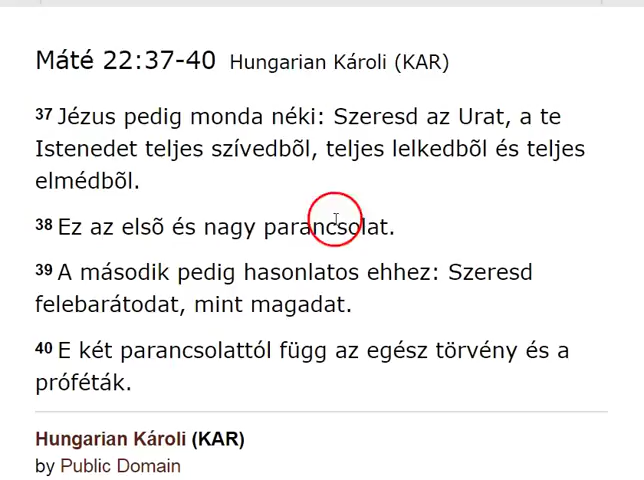 Máté 22:37-40 Hungarian Károli (KAR)
37 Jézus pedig monda néki: Szeresd az Urat, a te
Istenedet teljes szívedbõl, teljes lelkedbõl és teljes
elmédbõl.
38 Ez az elsõ és nagy parancsolat.
39 A második pedig hasonlatos ehhez: Szeresd
felebarátodat, mint magadat.
40 E két parancsolattól függ az egész törvény és a
próféták.
Hungarian Károli (KAR)
by Public Domain